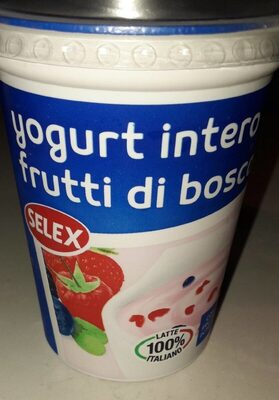 yogurt intero
frutti di bosc
SELEX
LATTE
100%
ITALIANO